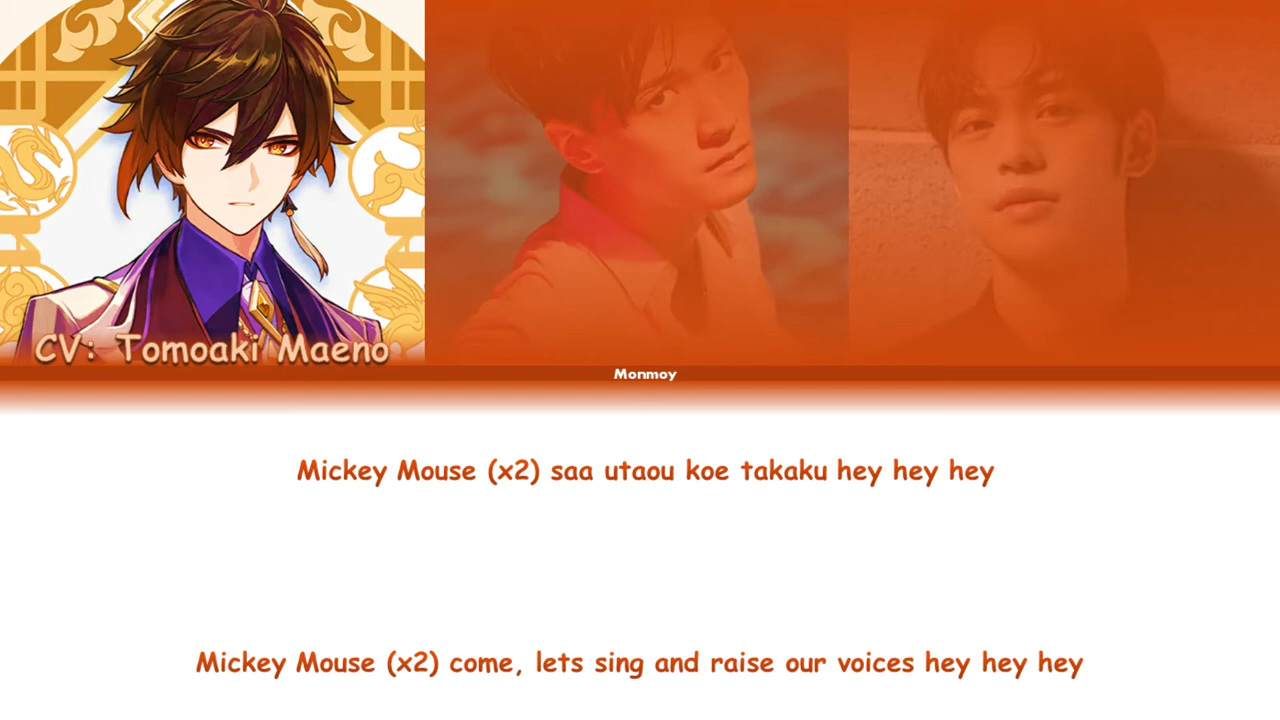 CV: Tomoaki Maeno
Monmoy
Mickey Mouse (x2) saa utaou koe takaku hey hey hey
Mickey Mouse (x2) come, lets sing and raise our voices hey hey hey